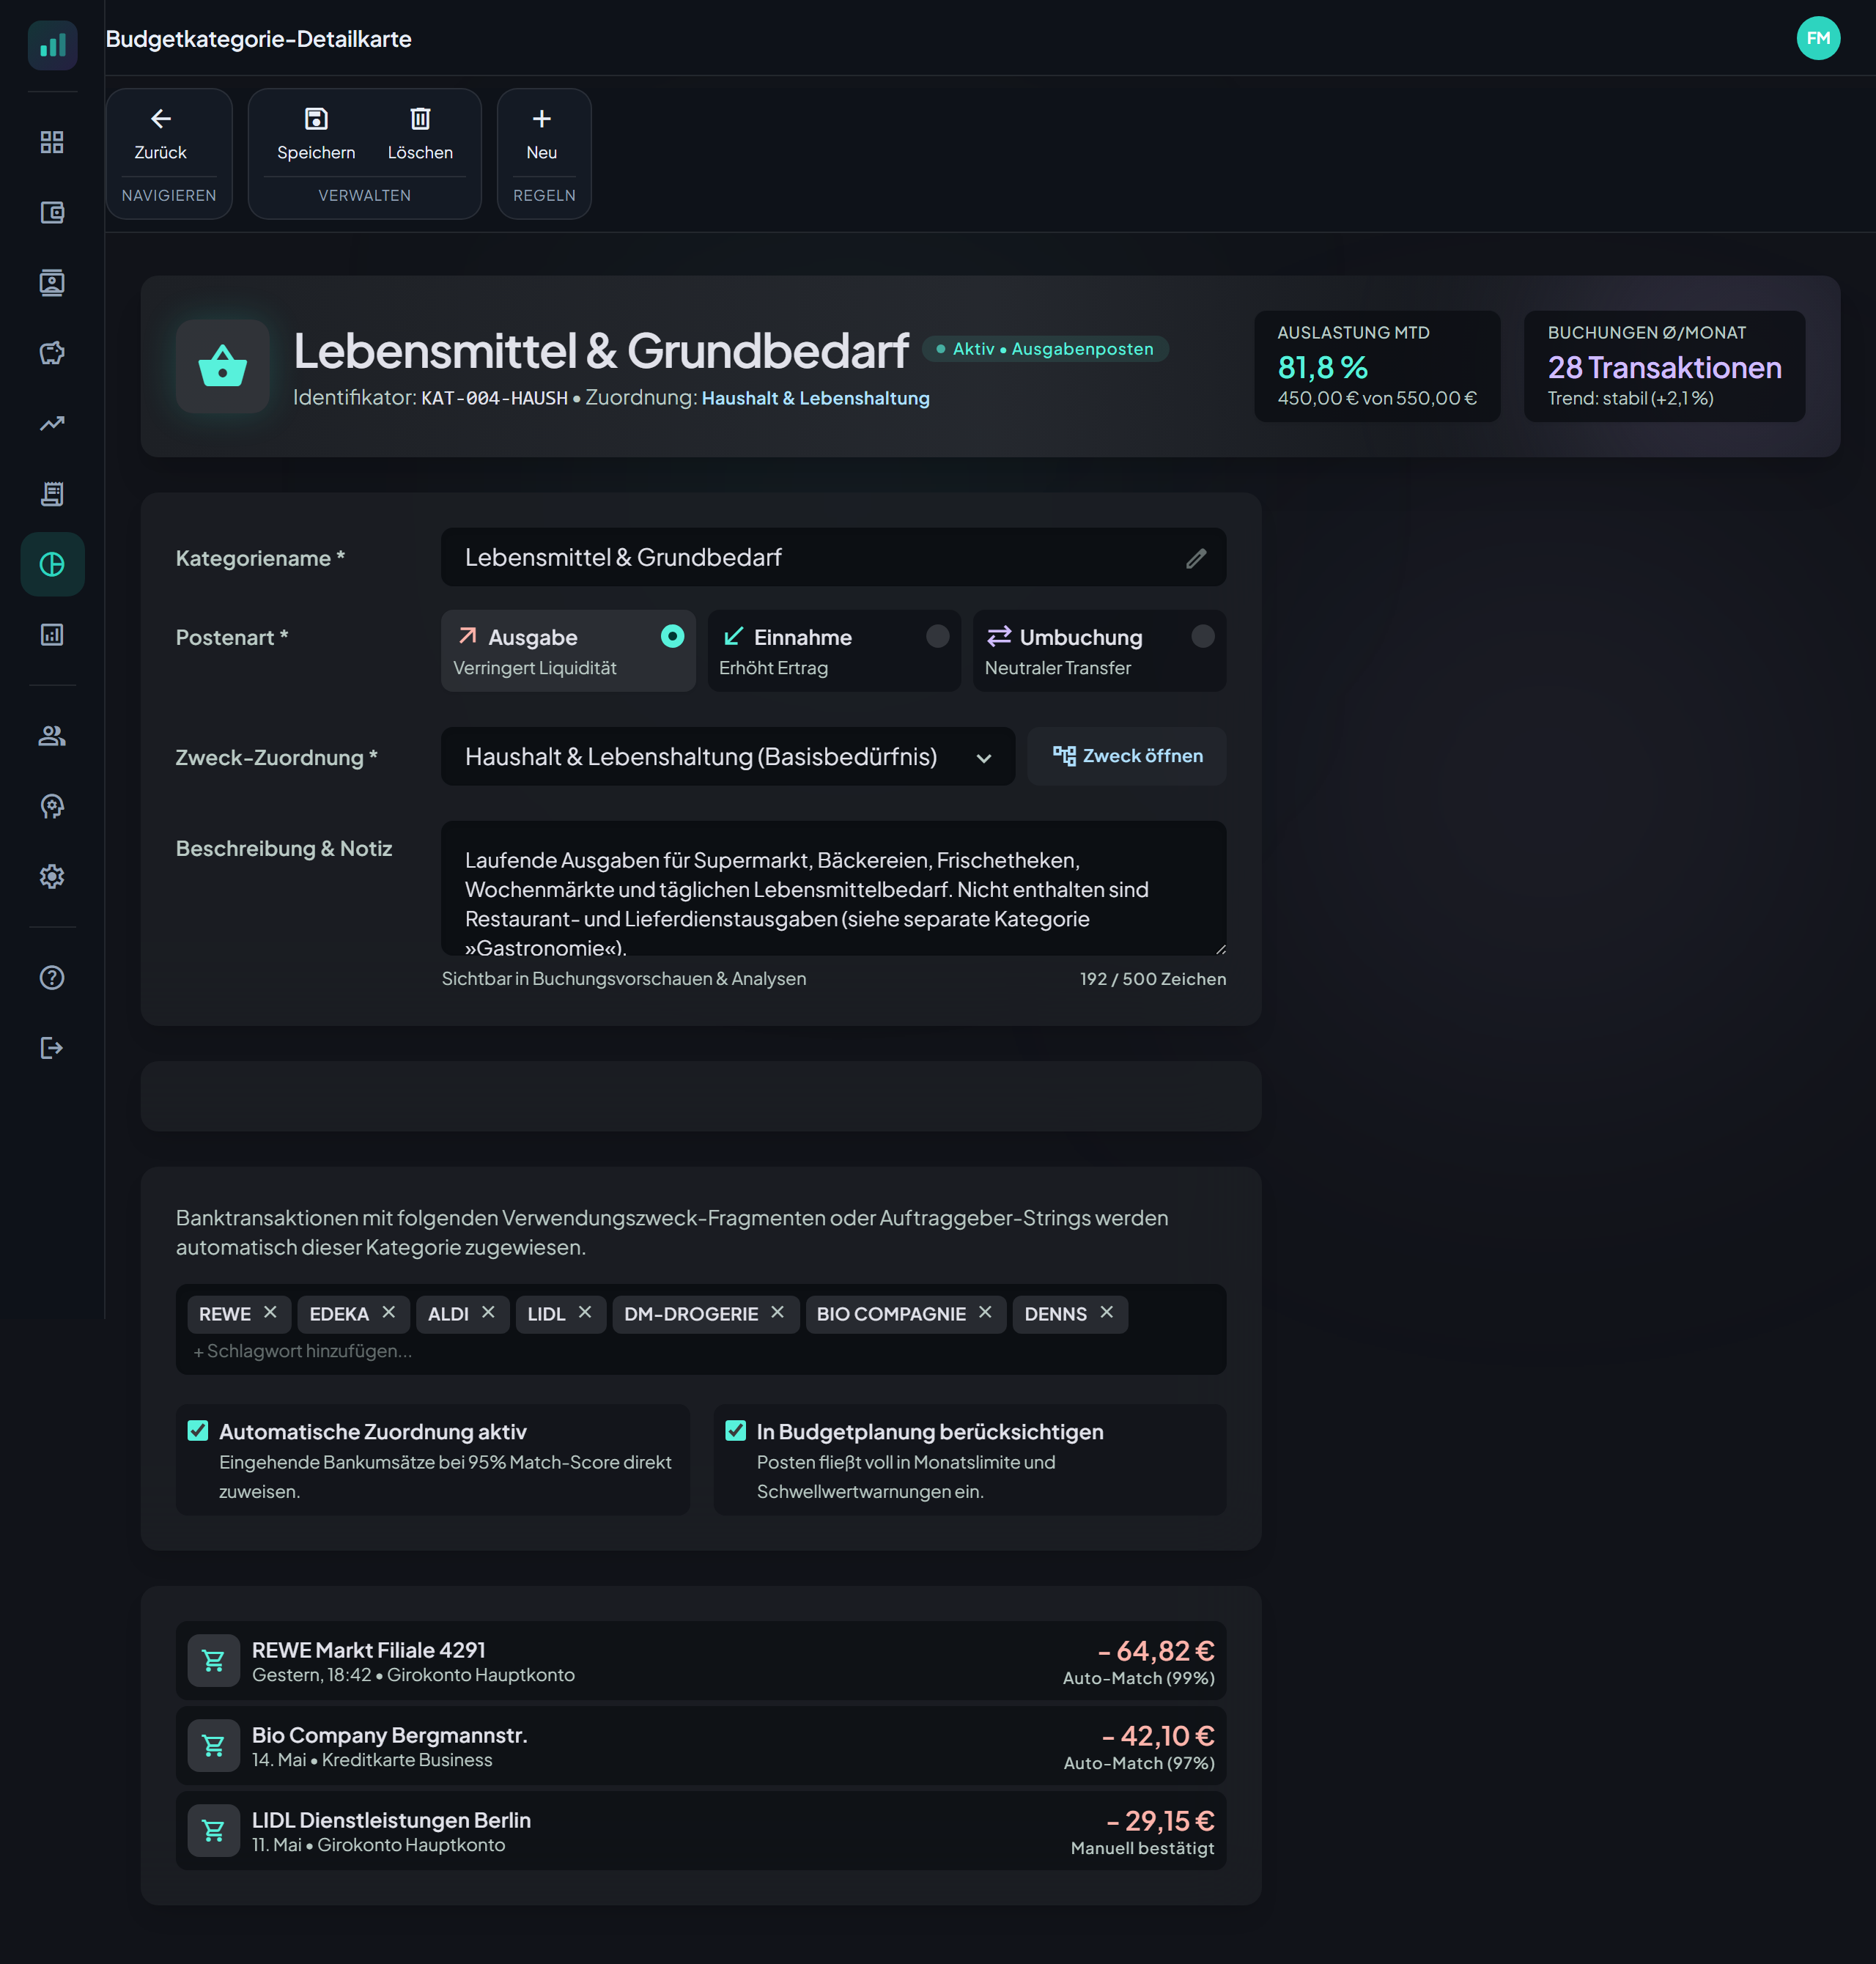 Budgetkategorie-Detailkarte
FM
Zurück
NAVIGIEREN
Speichern
Löschen
VERWALTEN
Neu
REGELN
Lebensmittel & Grundbedarf
Aktiv • Ausgabenposten
Identifikator: KAT-004-HAUSH • Zuordnung: Haushalt & Lebenshaltung
AUSLASTUNG MTD
81,8 %
450,00 € von 550,00 €
BUCHUNGEN Ø/MONAT
28 Transaktionen
Trend: stabil (+2,1 %)
Kategoriename *
Lebensmittel & Grundbedarf
Postenart *
Ausgabe
Verringert Liquidität
Einnahme
Erhöht Ertrag
Umbuchung
Neutraler Transfer
Zweck-Zuordnung *
Haushalt & Lebenshaltung (Basisbedürfnis)
Zweck öffnen
Beschreibung & Notiz
Laufende Ausgaben für Supermarkt, Bäckereien, Frischetheken,
Wochenmärkte und täglichen Lebensmittelbedarf. Nicht enthalten sind
Restaurant- und Lieferdienstausgaben (siehe separate Kategorie
»Gastronomie«).
Sichtbar in Buchungsvorschauen & Analysen
192 / 500 Zeichen
Banktransaktionen mit folgenden Verwendungszweck-Fragmenten oder Auftraggeber-Strings werden
automatisch dieser Kategorie zugewiesen.
REWE
EDEKA
ALDI
LIDL
DM-DROGERIE
BIO COMPAGNIE
DENNS
+ Schlagwort hinzufügen...
Automatische Zuordnung aktiv
Eingehende Bankumsätze bei 95% Match-Score direkt
zuweisen.
In Budgetplanung berücksichtigen
Posten fließt voll in Monatslimite und
Schwellwertwarnungen ein.
REWE Markt Filiale 4291
Gestern, 18:42 • Girokonto Hauptkonto
– 64,82 €
Auto-Match (99%)
Bio Company Bergmannstr.
14. Mai • Kreditkarte Business
– 42,10 €
Auto-Match (97%)
LIDL Dienstleistungen Berlin
11. Mai • Girokonto Hauptkonto
– 29,15 €
Manuell bestätigt